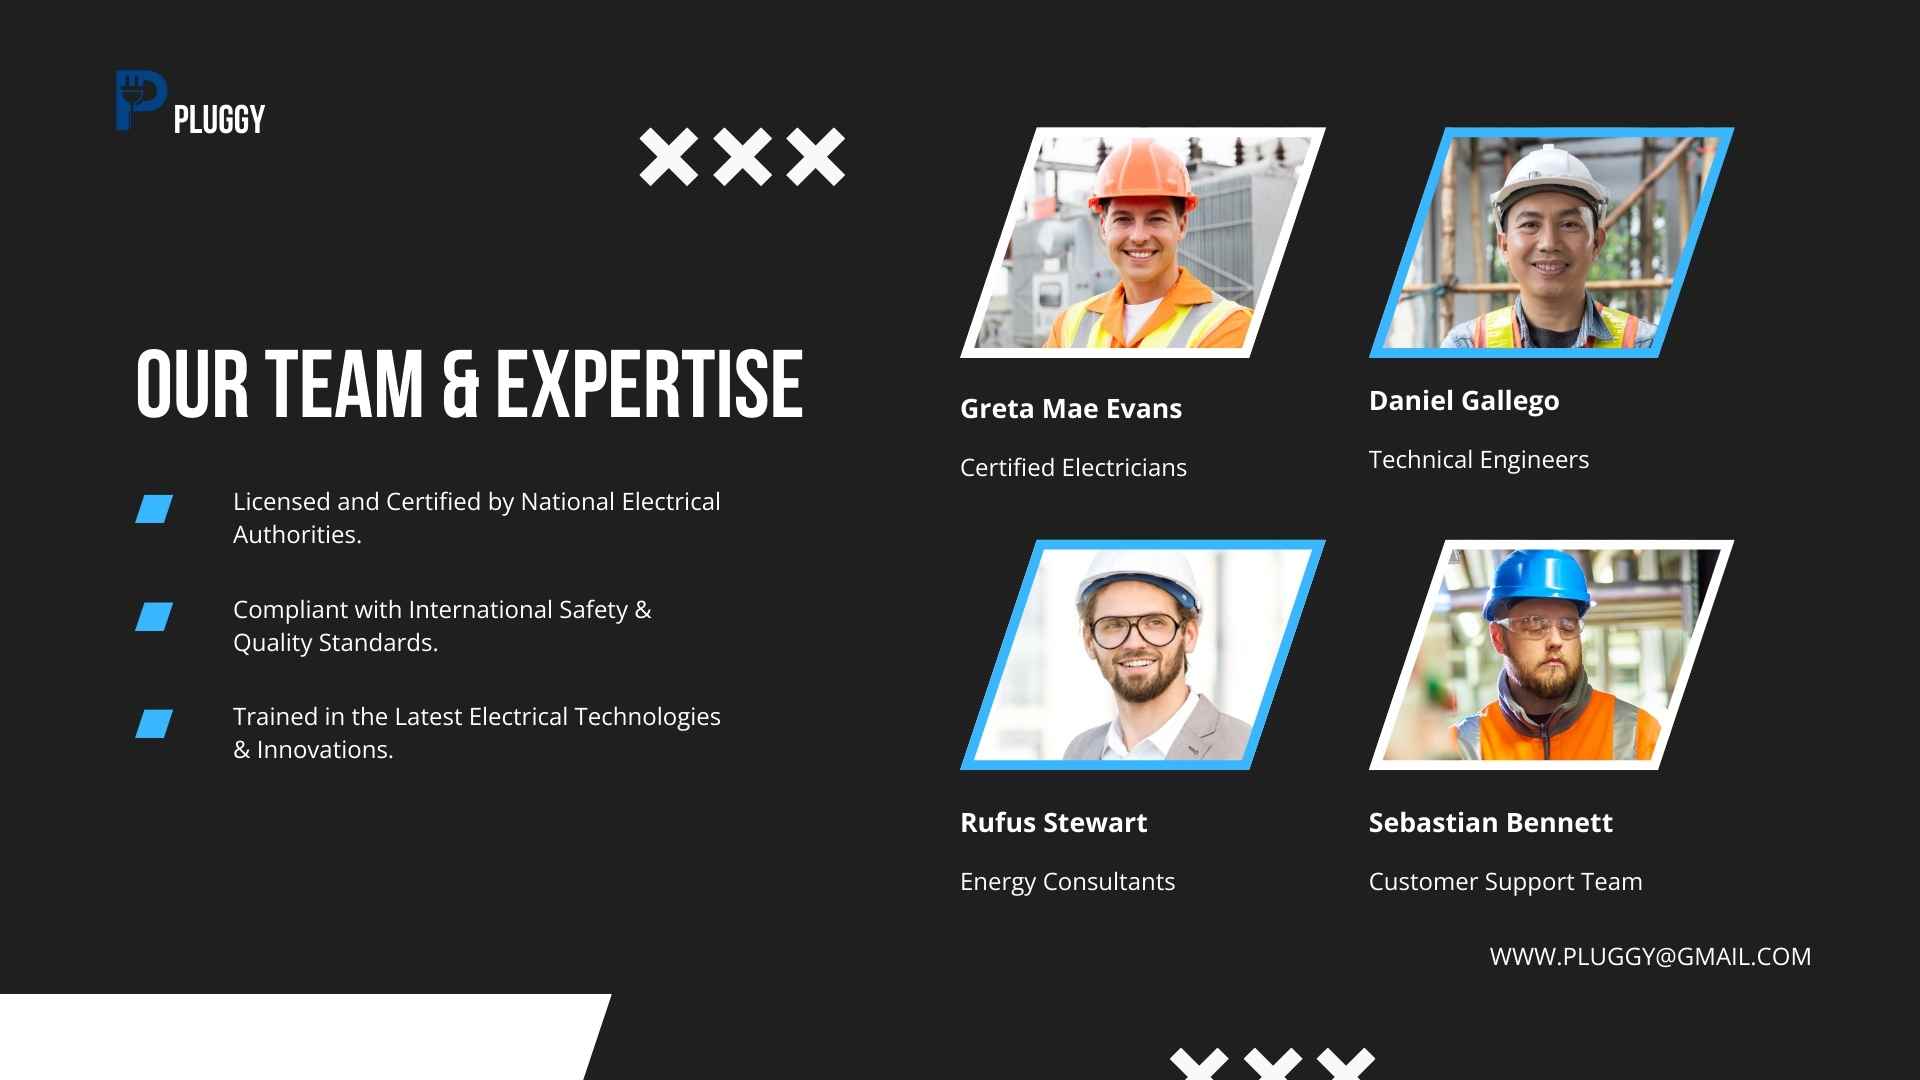 PLUGGY
OUR TEAM & EXPERTISE
Licensed and Certified by National Electrical
Authorities.
Compliant with International Safety &
Quality Standards.
Trained in the Latest Electrical Technologies
& Innovations.
Greta Mae Evans
Certified Electricians
Daniel Gallego
Technical Engineers
Rufus Stewart
Energy Consultants
Sebastian Bennett
Customer Support Team
WWW.PLUGGY@GMAIL.COM